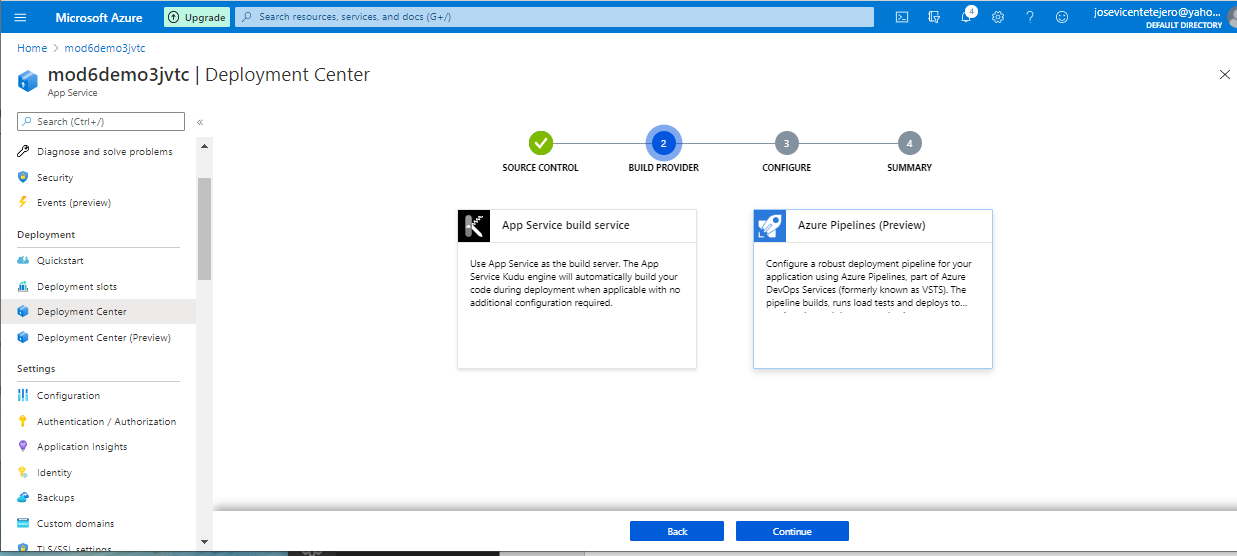 Microsoft Azure
Upgrade
Search resources, services, and docs (G+/)
4
josevicentetejero@yaho...
DEFAULT DIRECTORY
Home > mod6demo3jvtc
mod6demo3jvtc | Deployment Center
App Service
Search (Ctrl+/)
«
Diagnose and solve problems
Security
Events (preview)
Deployment
Quickstart
Deployment slots
Deployment Center
Deployment Center (Preview)
Settings
Configuration
Authentication / Authorization
Application Insights
Identity
Backups
Custom domains
TLS/SSL settings
2
3
4
SOURCE CONTROL
BUILD PROVIDER
CONFIGURE
SUMMARY
App Service build service
Use App Service as the build server. The App
Service Kudu engine will automatically build your
code during deployment when applicable with no
additional configuration required.
Azure Pipelines (Preview)
Configure a robust deployment pipeline for your
application using Azure Pipelines, part of Azure
DevOps Services (formerly known as VSTS). The
pipeline builds, runs load tests and deploys to...
Back
Continue